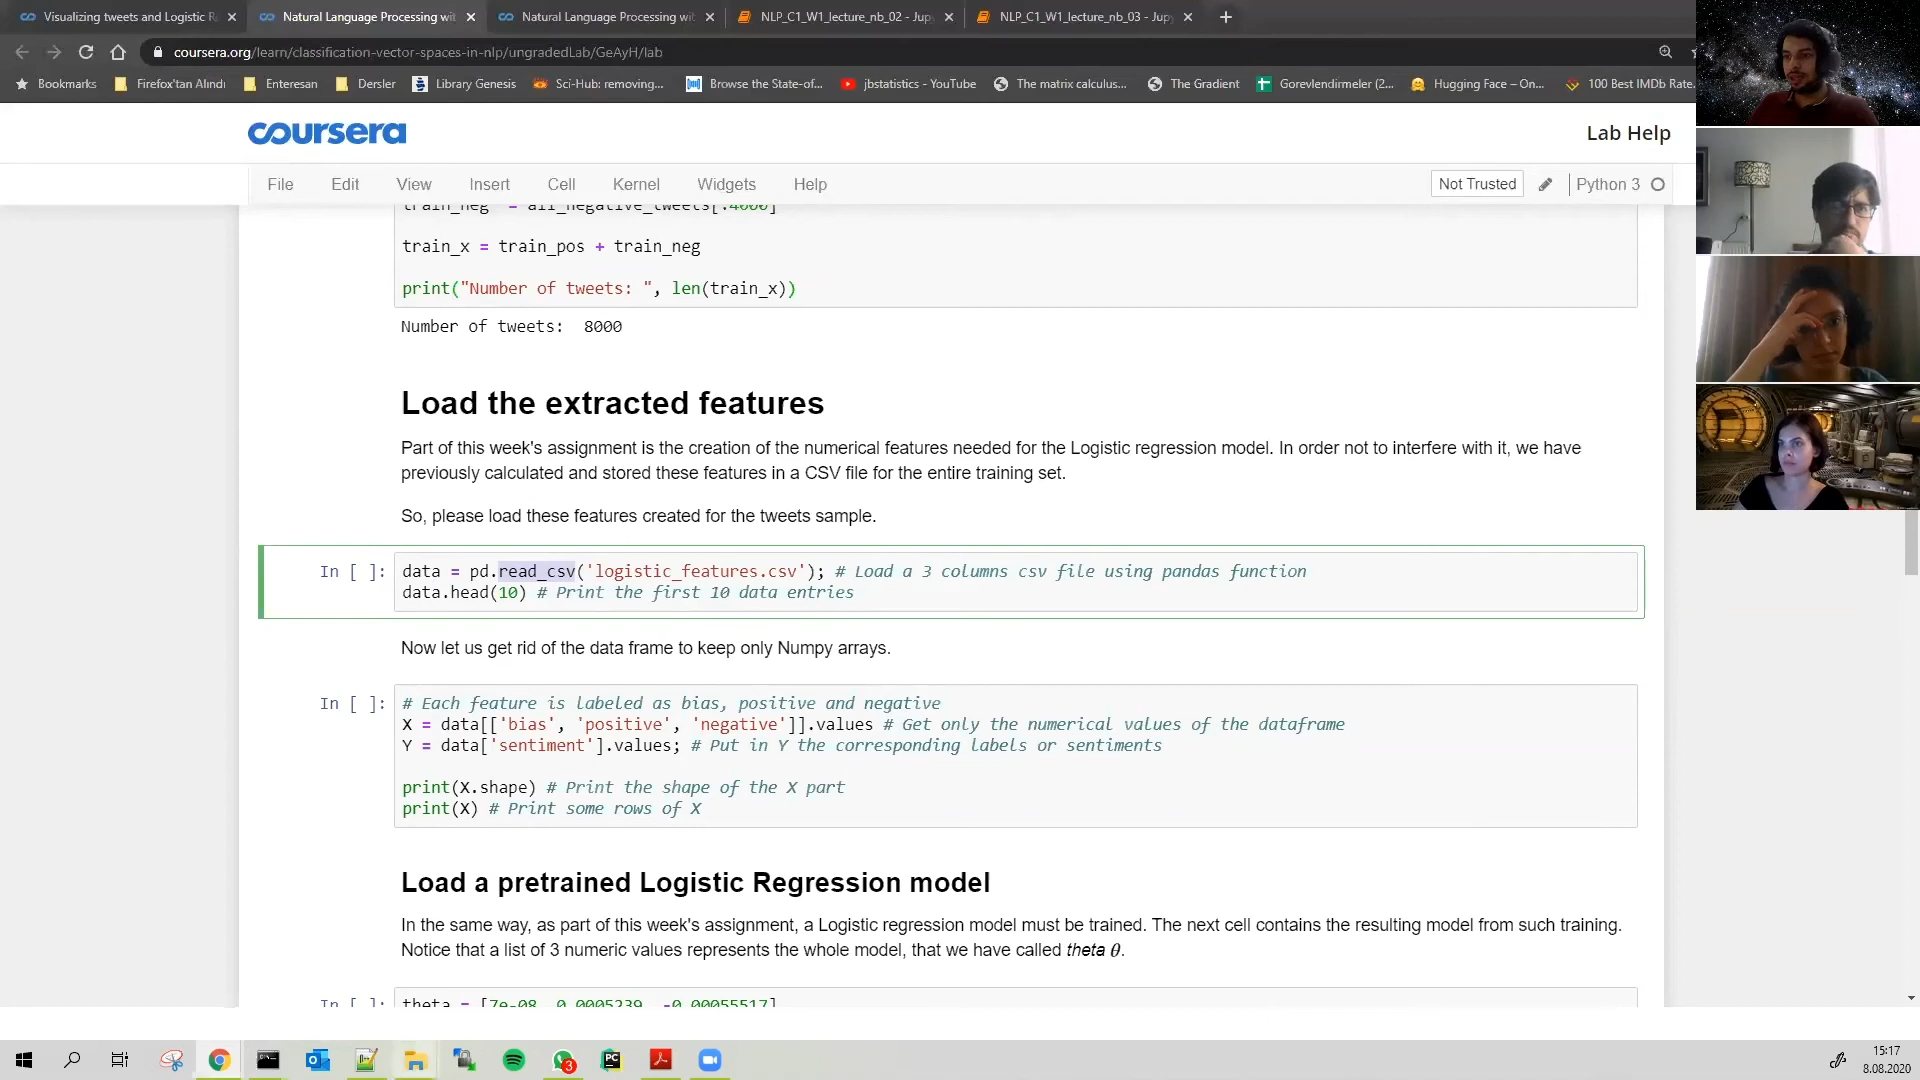 Visualizing tweets and Logistic R
Natural Language Processing wit
Natural Language Processing wit
NLP_C1_W1_lecture_nb_02 - Jup
NLP_C1_W1_lecture_nb_03 - Jup
coursera.org/learn/classification-vector-spaces-in-nlp/ungradedLab/GeAyH/lab
Bookmarks
Firefox'tan Alındı
Enteresan
Dersler
Library Genesis
Sci-Hub: removing...
Browse the State-of...
jbstatistics - YouTube
The matrix calculus...
The Gradient
Gorevlendirmeler (2...
Hugging Face – On...
100 Best IMDb Rate.
coursera
Lab Help
File Edit View Insert Cell Kernel Widgets Help
Not Trusted
Python 3
train_neg = all_negative_tweets[:4000]
train_x = train_pos + train_neg
print("Number of tweets: ", len(train_x))
Number of tweets:  8000
Load the extracted features
Part of this week's assignment is the creation of the numerical features needed for the Logistic regression model. In order not to interfere with it, we have
previously calculated and stored these features in a CSV file for the entire training set.
So, please load these features created for the tweets sample.
In [ ]: data = pd.read_csv('logistic_features.csv'); # Load a 3 columns csv file using pandas function
data.head(10) # Print the first 10 data entries
Now let us get rid of the data frame to keep only Numpy arrays.
In [ ]: # Each feature is labeled as bias, positive and negative
X = data[['bias', 'positive', 'negative']].values # Get only the numerical values of the dataframe
Y = data['sentiment'].values; # Put in Y the corresponding labels or sentiments
print(X.shape) # Print the shape of the X part
print(X) # Print some rows of X
Load a pretrained Logistic Regression model
In the same way, as part of this week's assignment, a Logistic regression model must be trained. The next cell contains the resulting model from such training.
Notice that a list of 3 numeric values represents the whole model, that we have called theta θ.
In [ ]: theta = [7e-08, 0.0005239, -0.00055517]
3
PC
15:17
8.08.2020